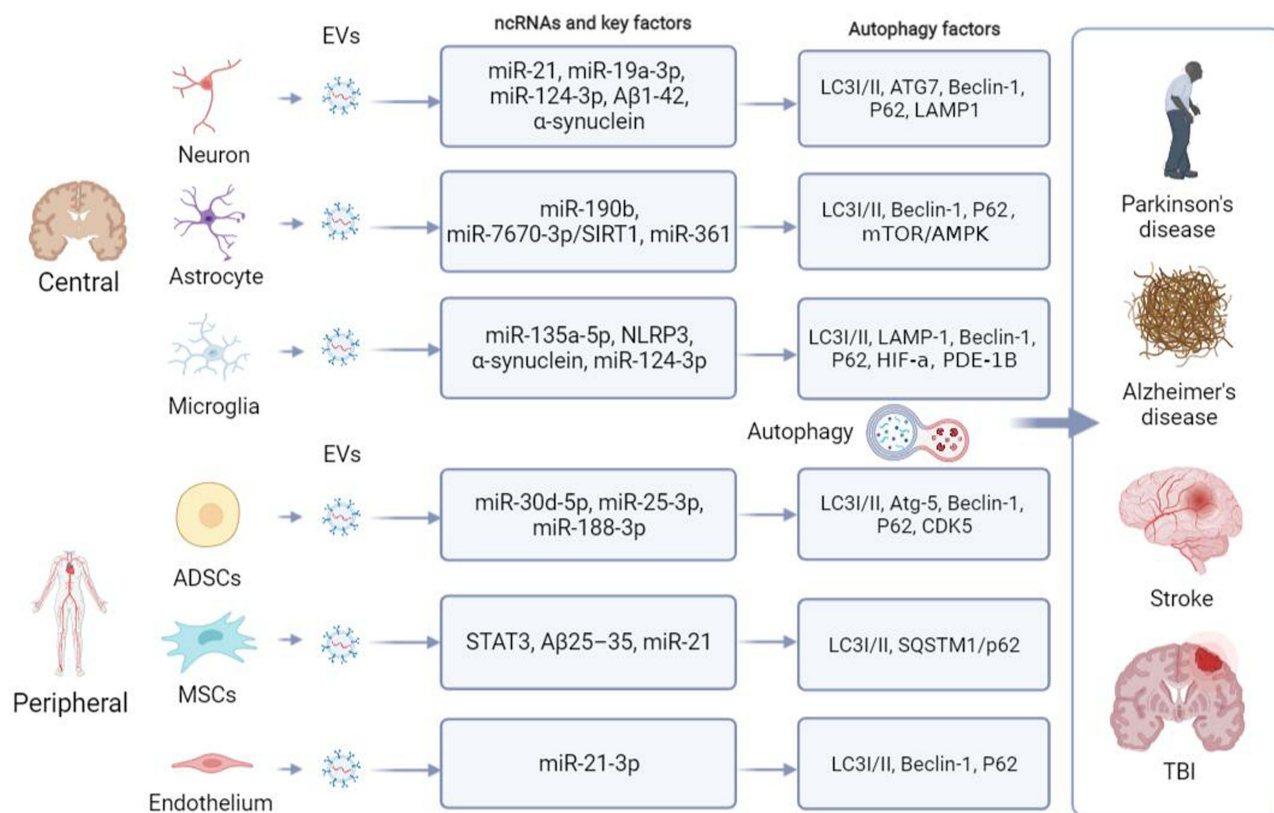 ncRNAs and key factors
Autophagy factors
EVs
miR-21, miR-19a-3p,
miR-124-3p, Aβ1-42,
α-synuclein
LC3I/II, ATG7, Beclin-1,
P62, LAMP1
Neuron
miR-190b,
miR-7670-3p/SIRT1, miR-361
LC3I/II, Beclin-1, P62,
mTOR/AMPK
Astrocyte
Central
miR-135a-5p, NLRP3,
α-synuclein, miR-124-3p
LC3I/II, LAMP-1, Beclin-1,
P62, HIF-a, PDE-1B
Microglia
Autophagy
EVs
miR-30d-5p, miR-25-3p,
miR-188-3p
LC3I/II, Atg-5, Beclin-1,
P62, CDK5
ADSCs
STAT3, Aβ25–35, miR-21
LC3I/II, SQSTM1/p62
MSCs
Peripheral
miR-21-3p
LC3I/II, Beclin-1, P62
Endothelium
Parkinson's
disease
Alzheimer's
disease
Stroke
TBI